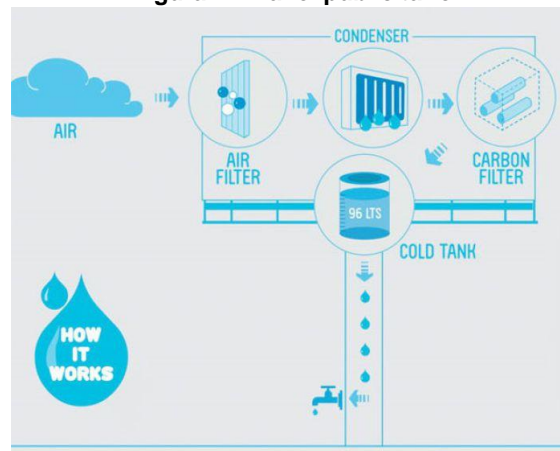 CONDENSER
AIR
AIR
FILTER
CARBON
FILTER
96 LTS
COLD TANK
HOW
IT
WORKS